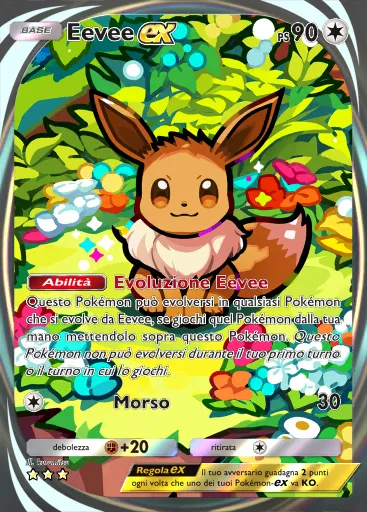 BASE Eevee ex PS 90
Abilità Evoluzione Eevee
Questo Pokémon può evolversi in qualsiasi Pokémon
che si evolve da Eevee, se giochi quel Pokémon dalla tua
mano mettendolo sopra questo Pokémon. Questo
Pokémon non può evolversi durante il tuo primo turno
o il turno in cui lo giochi.
Morso 30
debolezza +20 ritirata
Regola ex Il tuo avversario guadagna 2 punti
ogni volta che uno dei tuoi Pokémon-ex va KO.